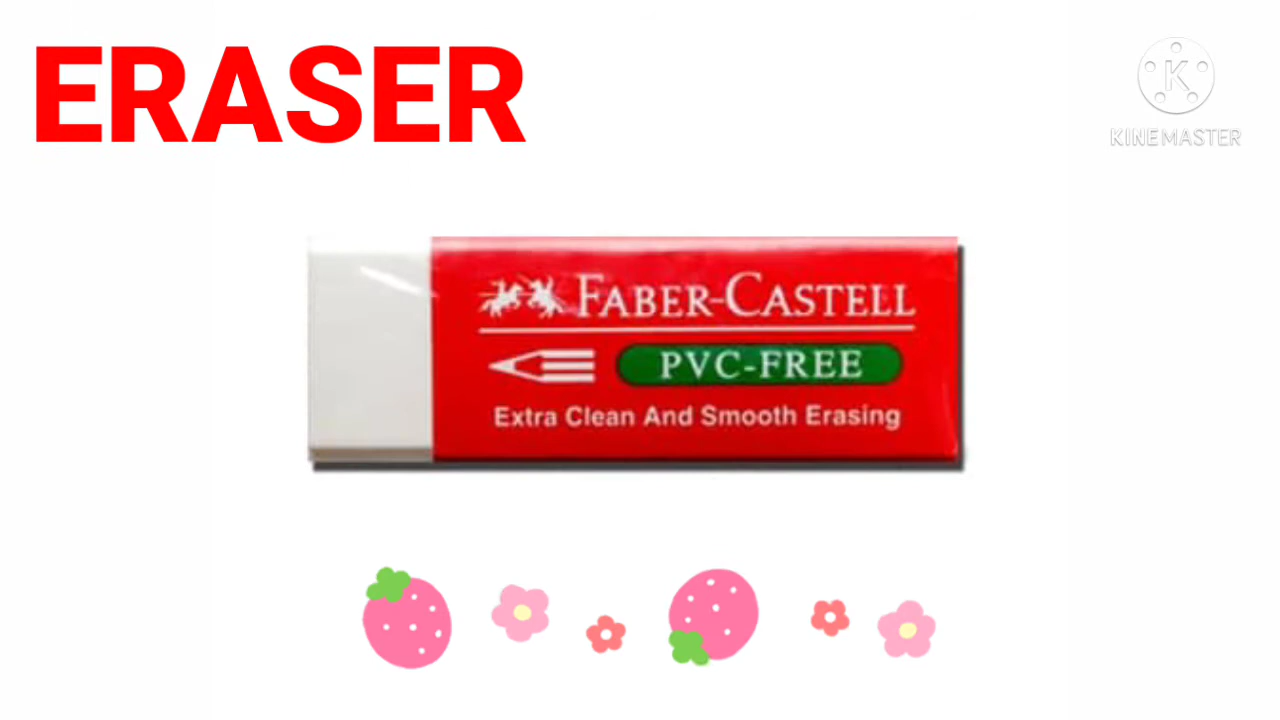 ERASER
K
KINEMASTER
FABER-CASTELL
PVC-FREE
Extra Clean And Smooth Erasing